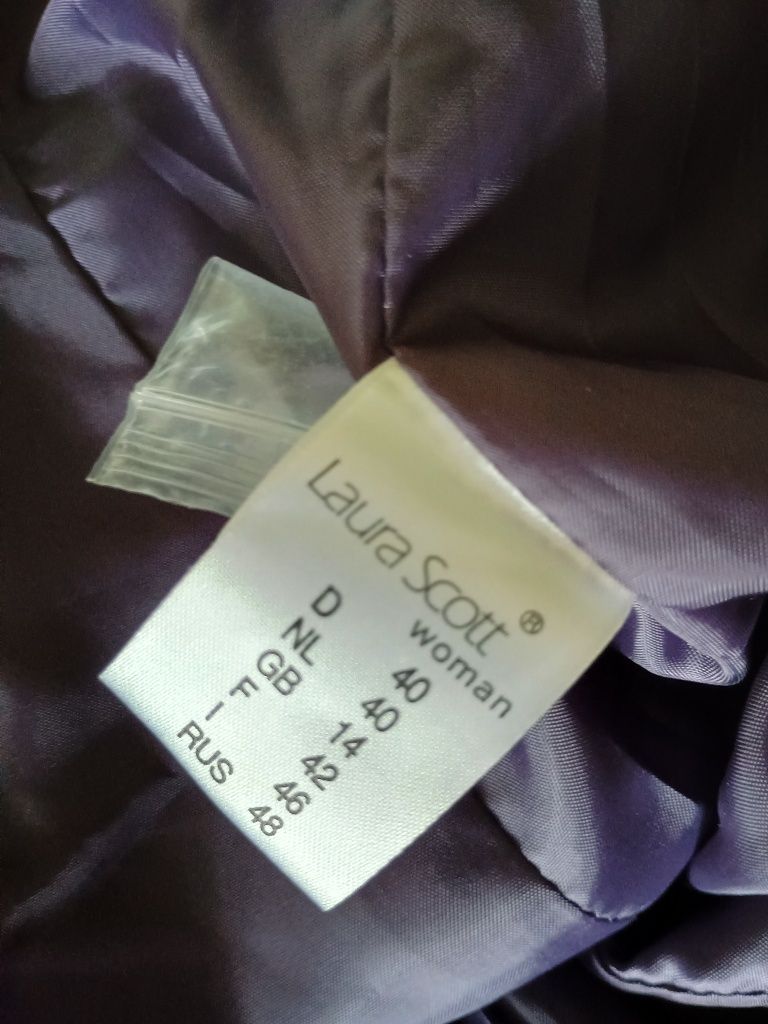 Laura Scott®
woman
D 40
NL 40
GB 14
F 42
I 46
RUS 48